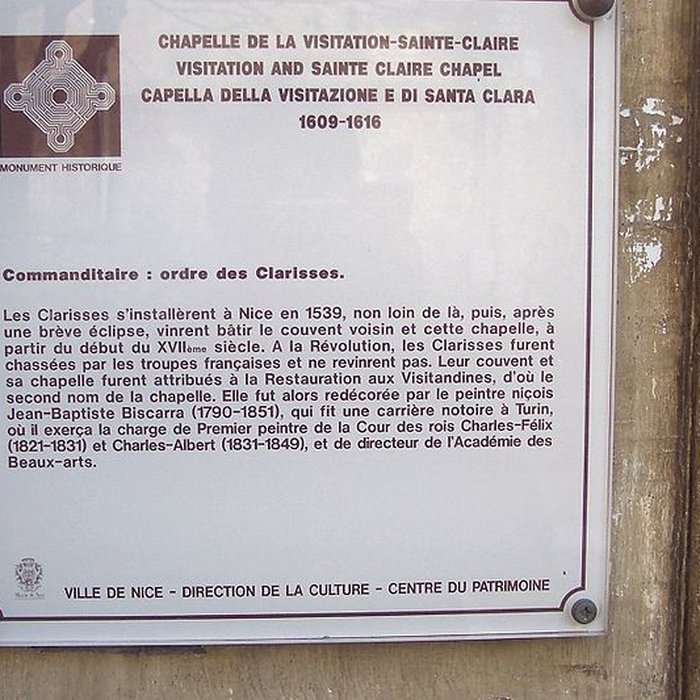 CHAPELLE DE LA VISITATION-SAINTE-CLAIRE
VISITATION AND SAINTE CLAIRE CHAPEL
CAPELLA DELLA VISITAZIONE E DI SANTA CLARA
1609-1616
MONUMENT HISTORIQUE
Commanditaire : ordre des Clarisses.
Les Clarisses s'installèrent à Nice en 1539, non loin de là, puis, après
une brève éclipse, vinrent bâtir le couvent voisin et cette chapelle, à
partir du début du XVIIème siècle. A la Révolution, les Clarisses furent
chassées par les troupes françaises et ne revinrent pas. Leur couvent et
sa chapelle furent attribués à la Restauration aux Visitandines, d'où le
second nom de la chapelle. Elle fut alors redécorée par le peintre niçois
Jean-Baptiste Biscarra (1790-1851), qui fit une carrière notoire à Turin,
où il exerça la charge de Premier peintre de la Cour des rois Charles-Félix
(1821-1831) et Charles-Albert (1831-1849), et de directeur de l'Académie des
Beaux-arts.
VILLE DE NICE - DIRECTION DE LA CULTURE - CENTRE DU PATRIMOINE